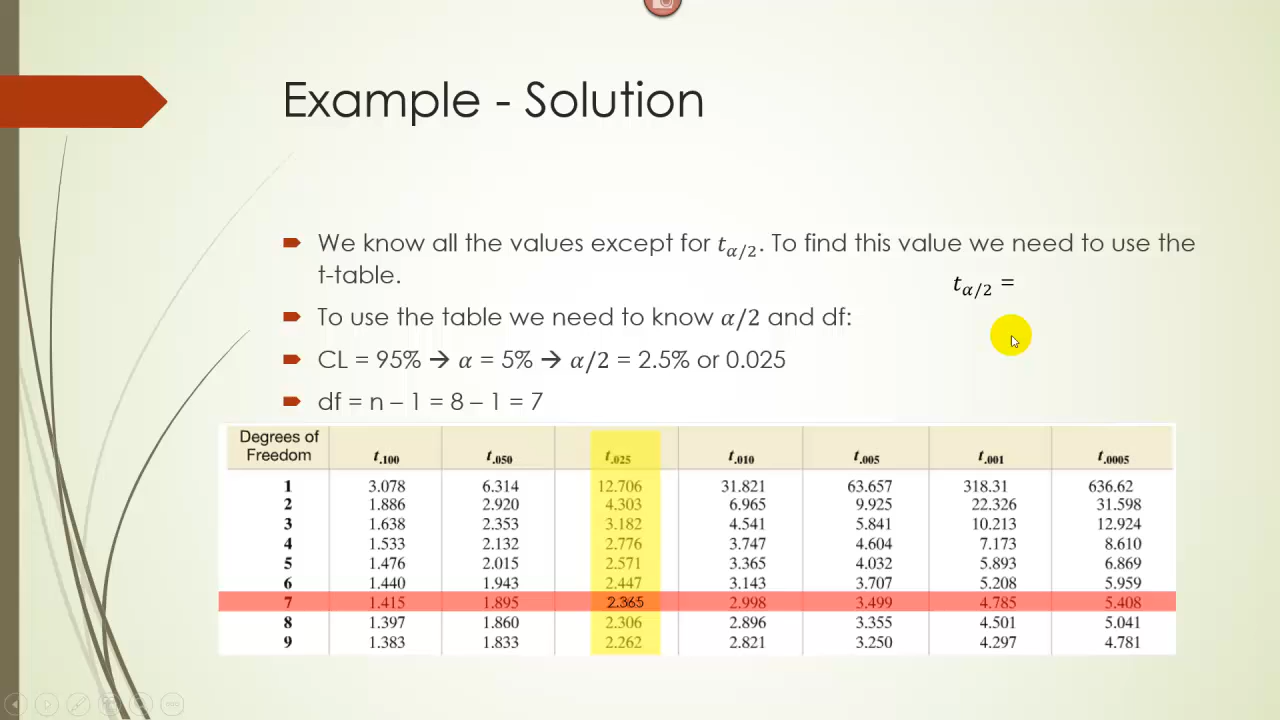 Example - Solution
We know all the values except for 𝑡𝛼/2. To find this value we need to use the
t-table.
𝑡𝛼/2 =
To use the table we need to know 𝛼/2 and df:
CL = 95% → 𝛼 = 5% → 𝛼/2 = 2.5% or 0.025
df = n – 1 = 8 – 1 = 7
Degrees of
Freedom t.100 t.050 t.025 t.010 t.005 t.001 t.0005
1 3.078 6.314 12.706 31.821 63.657 318.31 636.62
2 1.886 2.920 4.303 6.965 9.925 22.326 31.598
3 1.638 2.353 3.182 4.541 5.841 10.213 12.924
4 1.533 2.132 2.776 3.747 4.604 7.173 8.610
5 1.476 2.015 2.571 3.365 4.032 5.893 6.869
6 1.440 1.943 2.447 3.143 3.707 5.208 5.959
7 1.415 1.895 2.365 2.998 3.499 4.785 5.408
8 1.397 1.860 2.306 2.896 3.355 4.501 5.041
9 1.383 1.833 2.262 2.821 3.250 4.297 4.781